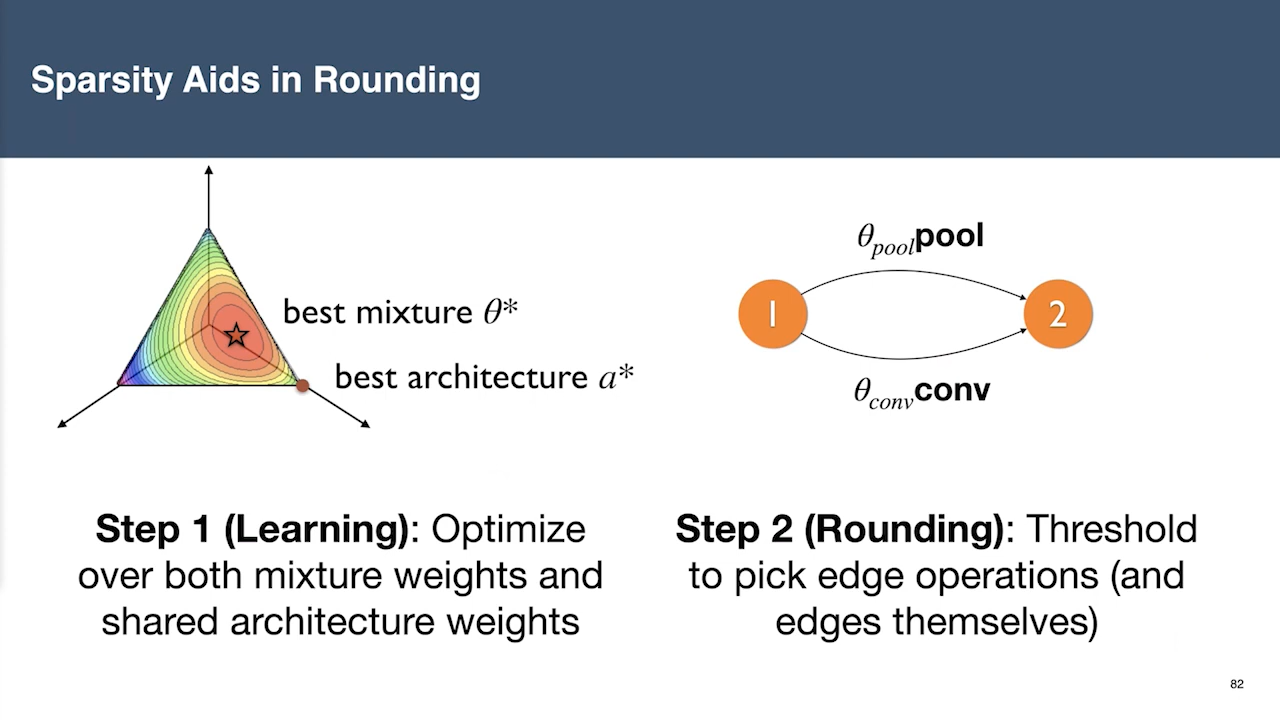 Sparsity Aids in Rounding
best mixture θ*
best architecture a*
θpoolpool
1
2
θconvconv
Step 1 (Learning): Optimize
over both mixture weights and
shared architecture weights
Step 2 (Rounding): Threshold
to pick edge operations (and
edges themselves)
82